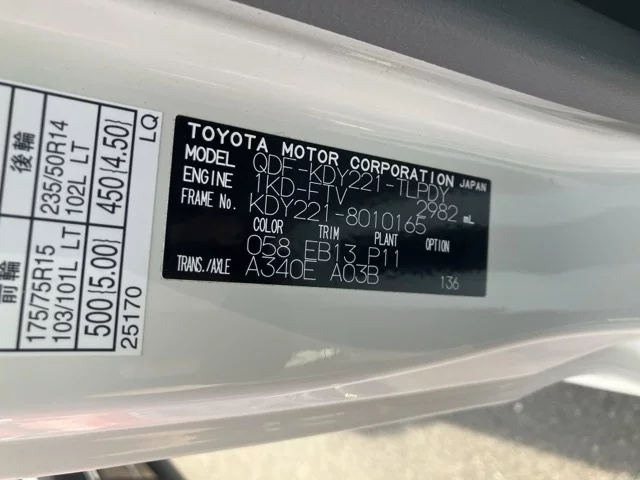 TOYOTA MOTOR CORPORATION JAPAN
MODEL QDF-KDY221-TLPDY
ENGINE 1KD-FTV 2982 mL
FRAME No. KDY221-8010165
COLOR TRIM PLANT OPTION
058 EB13 P11
TRANS./AXLE A340E A03B 136
前輪 後輪
175/75R15 235/50R14
103/101L LT 102L LT
500{5.00} 450{4.50}
25170 LQ